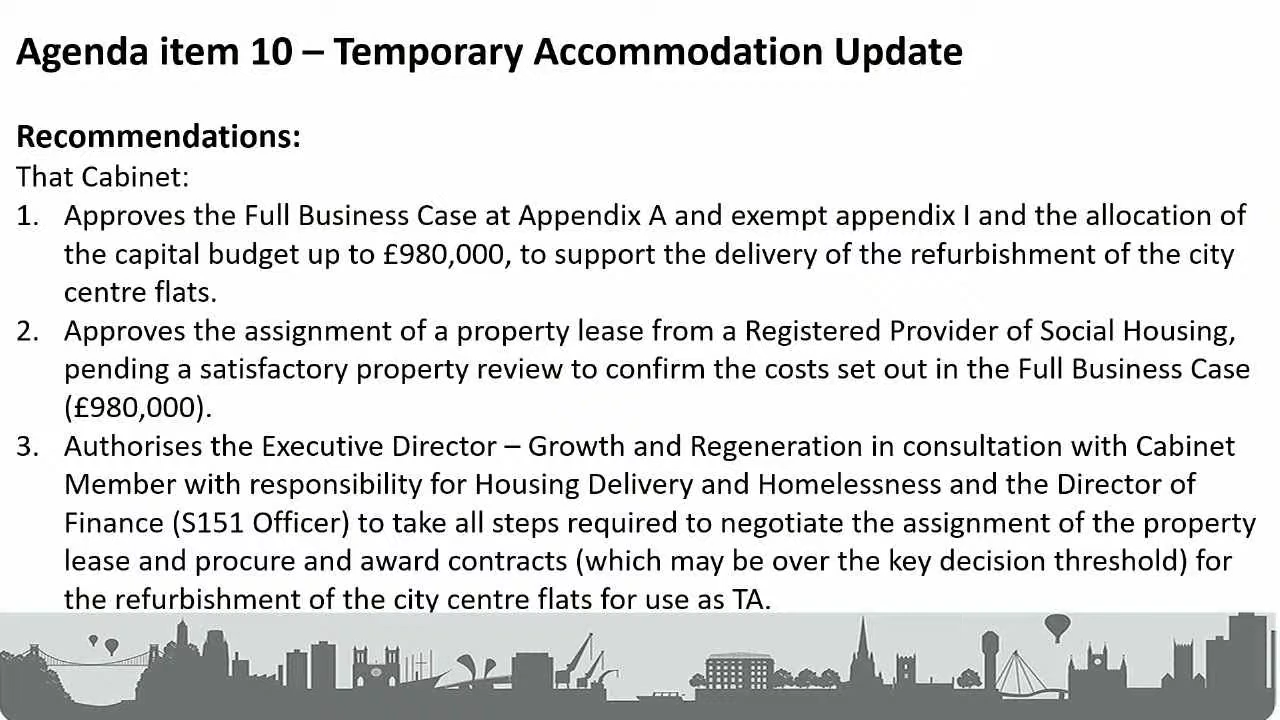 Agenda item 10 – Temporary Accommodation Update
Recommendations:
That Cabinet:
1. Approves the Full Business Case at Appendix A and exempt appendix I and the allocation of
the capital budget up to £980,000, to support the delivery of the refurbishment of the city
centre flats.
2. Approves the assignment of a property lease from a Registered Provider of Social Housing,
pending a satisfactory property review to confirm the costs set out in the Full Business Case
(£980,000).
3. Authorises the Executive Director – Growth and Regeneration in consultation with Cabinet
Member with responsibility for Housing Delivery and Homelessness and the Director of
Finance (S151 Officer) to take all steps required to negotiate the assignment of the property
lease and procure and award contracts (which may be over the key decision threshold) for
the refurbishment of the city centre flats for use as TA.